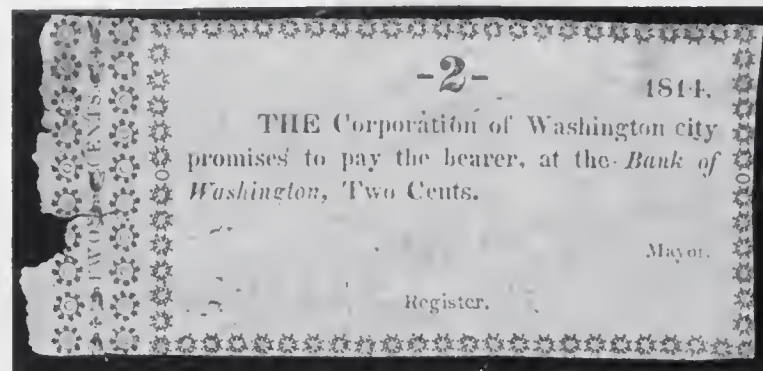 TWO CENTS.
-2-
1814.
THE Corporation of Washington city
promises to pay the bearer, at the Bank of
Washington, Two Cents.
Mayor.
Register.